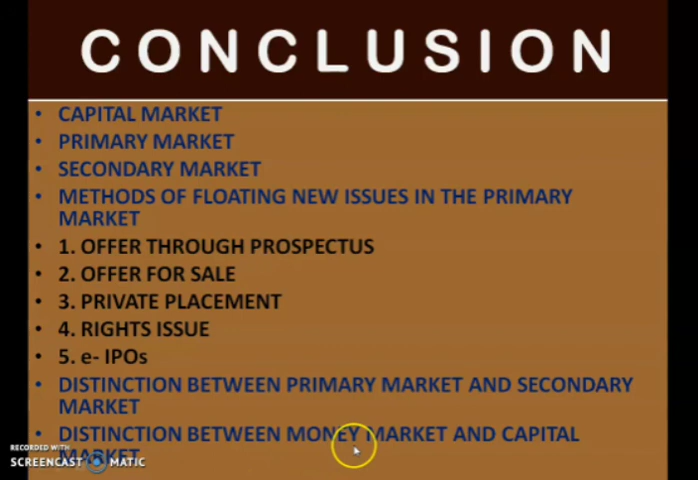 CONCLUSION
• CAPITAL MARKET
• PRIMARY MARKET
• SECONDARY MARKET
• METHODS OF FLOATING NEW ISSUES IN THE PRIMARY
MARKET
• 1. OFFER THROUGH PROSPECTUS
• 2. OFFER FOR SALE
• 3. PRIVATE PLACEMENT
• 4. RIGHTS ISSUE
• 5. e- IPOs
• DISTINCTION BETWEEN PRIMARY MARKET AND SECONDARY
MARKET
• DISTINCTION BETWEEN MONEY MARKET AND CAPITAL
MARKET
RECORDED WITH
SCREENCAST MATIC